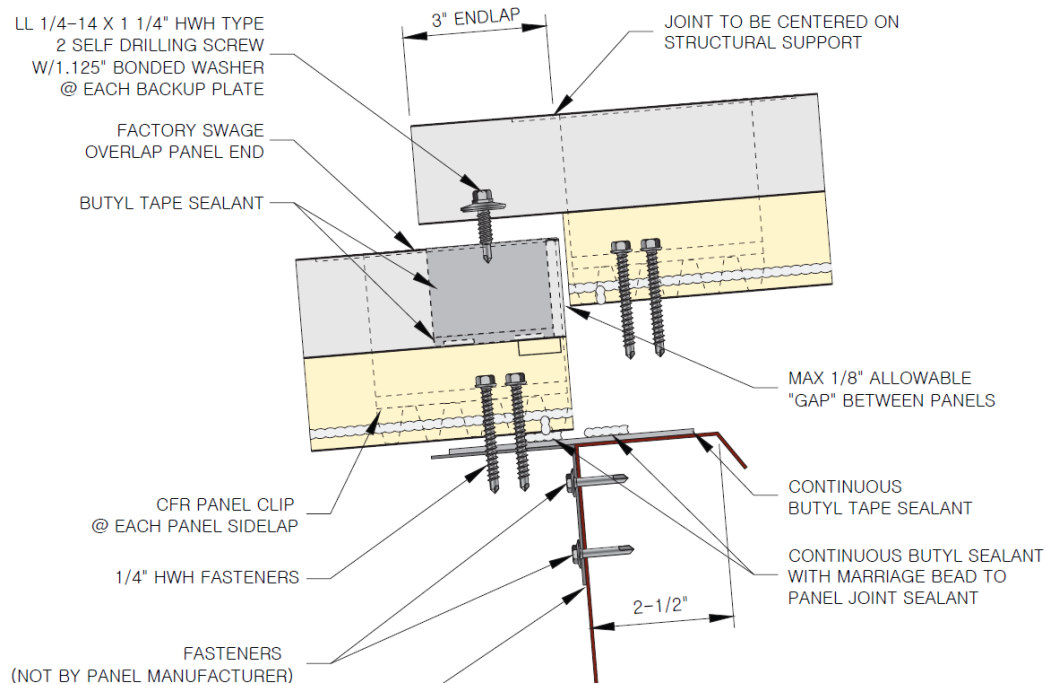 LL 1/4-14 X 1 1/4" HWH TYPE
2 SELF DRILLING SCREW
W/1.125" BONDED WASHER
@ EACH BACKUP PLATE
3" ENDLAP
JOINT TO BE CENTERED ON
STRUCTURAL SUPPORT
FACTORY SWAGE
OVERLAP PANEL END
BUTYL TAPE SEALANT
MAX 1/8" ALLOWABLE
"GAP" BETWEEN PANELS
CFR PANEL CLIP
@ EACH PANEL SIDELAP
CONTINUOUS
BUTYL TAPE SEALANT
1/4" HWH FASTENERS
CONTINUOUS BUTYL SEALANT
WITH MARRIAGE BEAD TO
PANEL JOINT SEALANT
2-1/2"
FASTENERS
(NOT BY PANEL MANUFACTURER)